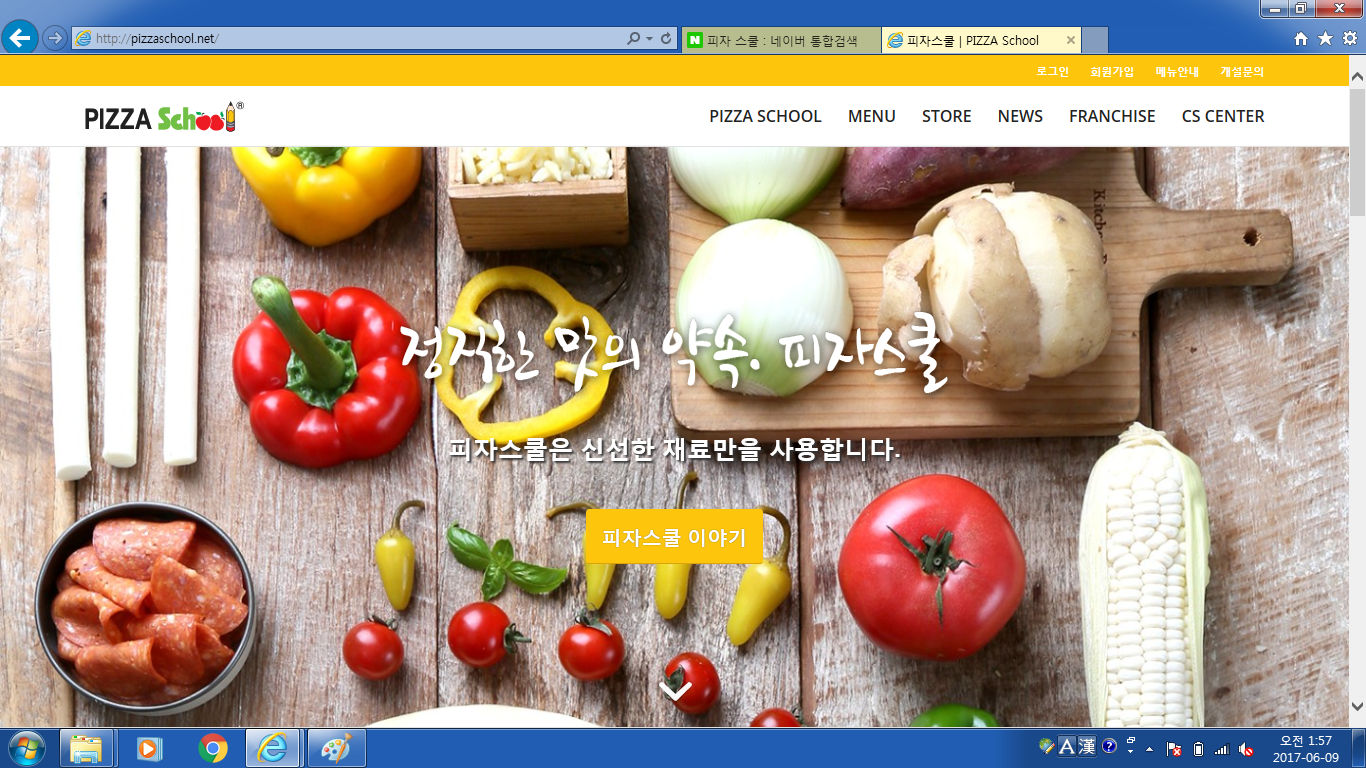 http://pizzaschool.net/
피자 스쿨 : 네이버 통합검색
피자스쿨 | PIZZA School
로그인 회원가입 메뉴안내 개설문의
PIZZA School®
PIZZA SCHOOL MENU STORE NEWS FRANCHISE CS CENTER
정직한 맛의 약속. 피자스쿨
피자스쿨은 신선한 재료만을 사용합니다.
피자스쿨 이야기
A 漢
오전 1:57
2017-06-09